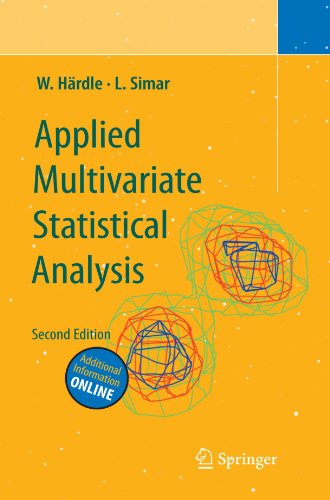 W. Härdle · L. Simar
Applied
Multivariate
Statistical
Analysis
Second Edition
Additional
Information
ONLINE
Springer